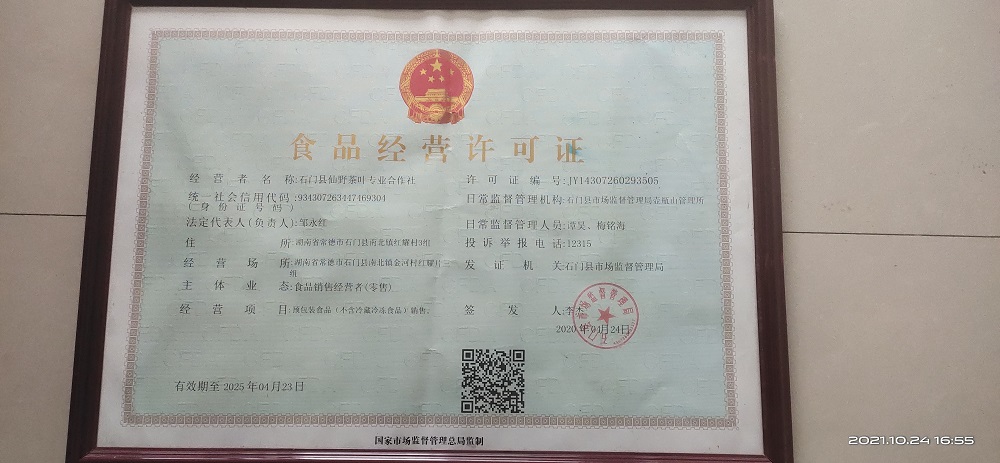 食品经营许可证
经营者名称:石门县仙野茶叶专业合作社
许可证编号:JY14307260293505
统一社会信用代码:934307263447469304
(身份证号码)
日常监督管理机构:石门县市场监督管理局壶瓶山管理所
法定代表人(负责人):邹永红
日常监督管理人员:谭昊、梅铭海
住所:湖南省常德市石门县南北镇红耀村3组
投诉举报电话:12315
经营场所:湖南省常德市石门县南北镇金河村红耀片三
组
发证机关:石门县市场监督管理局
主体业态:食品销售经营者(零售)
经营项目:预包装食品(不含冷藏冷冻食品)销售。
签发人:李杰
2020年04月24日
有效期至2025年04月23日
国家市场监督管理总局监制
2021.10.24 16:55